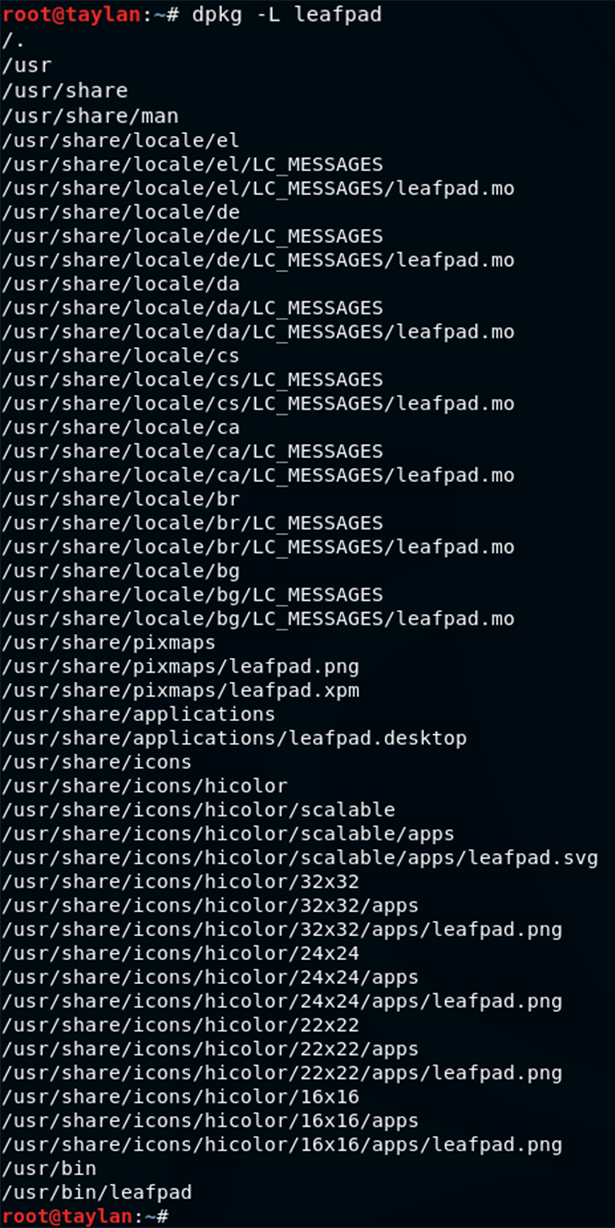 root@taylan:~# dpkg -L leafpad
/.
/usr
/usr/share
/usr/share/man
/usr/share/locale/el
/usr/share/locale/el/LC_MESSAGES
/usr/share/locale/el/LC_MESSAGES/leafpad.mo
/usr/share/locale/de
/usr/share/locale/de/LC_MESSAGES
/usr/share/locale/de/LC_MESSAGES/leafpad.mo
/usr/share/locale/da
/usr/share/locale/da/LC_MESSAGES
/usr/share/locale/da/LC_MESSAGES/leafpad.mo
/usr/share/locale/cs
/usr/share/locale/cs/LC_MESSAGES
/usr/share/locale/cs/LC_MESSAGES/leafpad.mo
/usr/share/locale/ca
/usr/share/locale/ca/LC_MESSAGES
/usr/share/locale/ca/LC_MESSAGES/leafpad.mo
/usr/share/locale/br
/usr/share/locale/br/LC_MESSAGES
/usr/share/locale/br/LC_MESSAGES/leafpad.mo
/usr/share/locale/bg
/usr/share/locale/bg/LC_MESSAGES
/usr/share/locale/bg/LC_MESSAGES/leafpad.mo
/usr/share/pixmaps
/usr/share/pixmaps/leafpad.png
/usr/share/pixmaps/leafpad.xpm
/usr/share/applications
/usr/share/applications/leafpad.desktop
/usr/share/icons
/usr/share/icons/hicolor
/usr/share/icons/hicolor/scalable
/usr/share/icons/hicolor/scalable/apps
/usr/share/icons/hicolor/scalable/apps/leafpad.svg
/usr/share/icons/hicolor/32x32
/usr/share/icons/hicolor/32x32/apps
/usr/share/icons/hicolor/32x32/apps/leafpad.png
/usr/share/icons/hicolor/24x24
/usr/share/icons/hicolor/24x24/apps
/usr/share/icons/hicolor/24x24/apps/leafpad.png
/usr/share/icons/hicolor/22x22
/usr/share/icons/hicolor/22x22/apps
/usr/share/icons/hicolor/22x22/apps/leafpad.png
/usr/share/icons/hicolor/16x16
/usr/share/icons/hicolor/16x16/apps
/usr/share/icons/hicolor/16x16/apps/leafpad.png
/usr/bin
/usr/bin/leafpad
root@taylan:~#